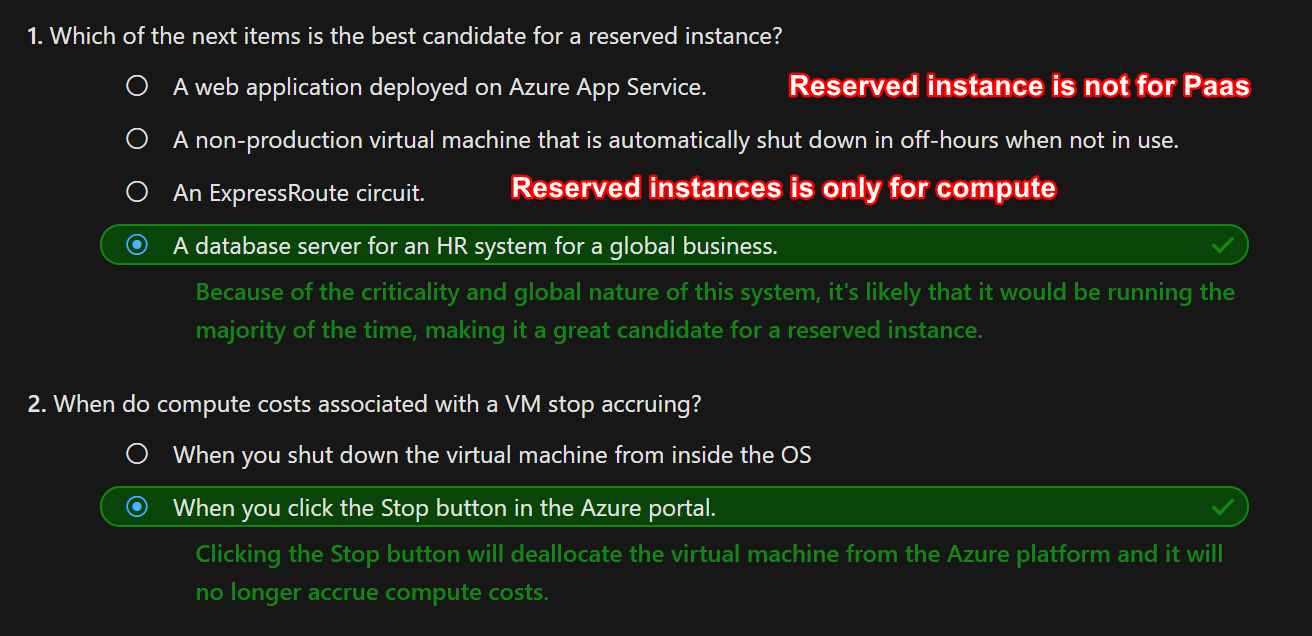 1. Which of the next items is the best candidate for a reserved instance?
A web application deployed on Azure App Service. Reserved instance is not for Paas
A non-production virtual machine that is automatically shut down in off-hours when not in use.
An ExpressRoute circuit. Reserved instances is only for compute
A database server for an HR system for a global business.
Because of the criticality and global nature of this system, it's likely that it would be running the
majority of the time, making it a great candidate for a reserved instance.
2. When do compute costs associated with a VM stop accruing?
When you shut down the virtual machine from inside the OS
When you click the Stop button in the Azure portal.
Clicking the Stop button will deallocate the virtual machine from the Azure platform and it will
no longer accrue compute costs.